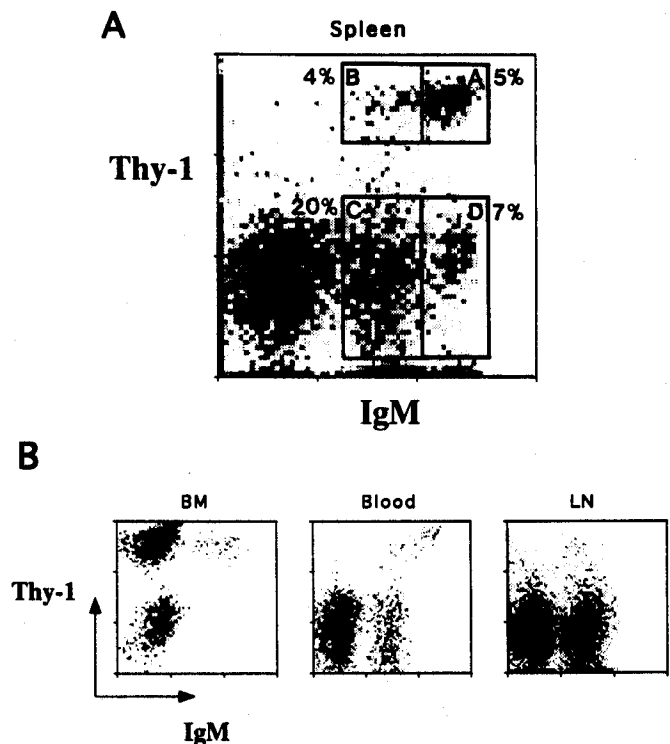 A
Spleen
4% B A 5%
Thy-1
20% C D 7%
IgM
B
BM Blood LN
Thy-1
IgM